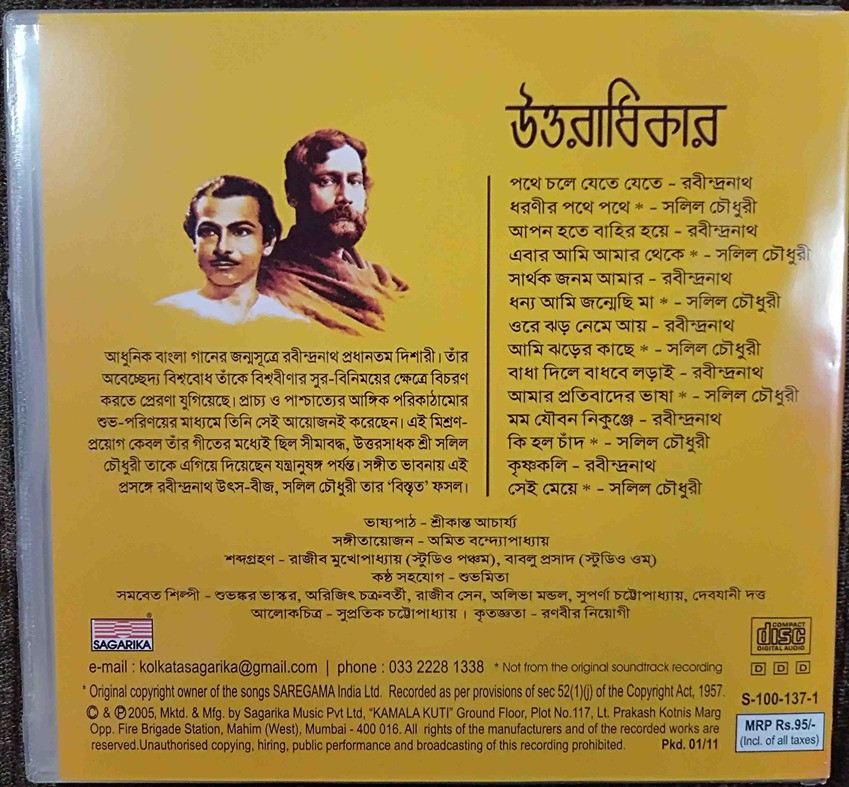 উত্তরাধিকার
পথে চলে যেতে যেতে - রবীন্দ্রনাথ
ধরণীর পথে পথে * - সলিল চৌধুরী
আপন হতে বাহির হয়ে - রবীন্দ্রনাথ
এবার আমি আমার থেকে * - সলিল চৌধুরী
সার্থক জনম আমার - রবীন্দ্রনাথ
ধন্য আমি জন্মেছি মা * - সলিল চৌধুরী
ওরে ঝড় নেমে আয় - রবীন্দ্রনাথ
আমি ঝড়ের কাছে * - সলিল চৌধুরী
বাধা দিলে বাধবে লড়াই - রবীন্দ্রনাথ
আমার প্রতিবাদের ভাষা * - সলিল চৌধুরী
মম যৌবন নিকুঞ্জে - রবীন্দ্রনাথ
কি হল চাঁদ * - সলিল চৌধুরী
কৃষ্ণকলি - রবীন্দ্রনাথ
সেই মেয়ে * - সলিল চৌধুরী
আধুনিক বাংলা গানের জন্মসূত্রে রবীন্দ্রনাথ প্রধানতম দিশারী। তাঁর
অবেচ্ছেদ্য বিশ্ববোধ তাঁকে বিশ্ববীণার সুর-বিনিময়ের ক্ষেত্রে বিচরণ
করতে প্রেরণা যুগিয়েছে। প্রাচ্য ও পাশ্চাত্যের আঙ্গিক পরিকাঠামোর
শুভ-পরিণয়ের মাধ্যমে তিনি সেই আয়োজনই করেছেন। এই মিশ্রণ-
প্রয়োগ কেবল তাঁর গীতের মধ্যেই ছিল সীমাবদ্ধ, উত্তরসাধক শ্রী সলিল
চৌধুরী তাকে এগিয়ে দিয়েছেন যন্ত্রানুষঙ্গ পর্যন্ত। সঙ্গীত ভাবনায় এই
প্রসঙ্গে রবীন্দ্রনাথ উৎস-বীজ, সলিল চৌধুরী তার ‘বিস্তৃত’ ফসল।
ভাষ্যপাঠ - শ্রীকান্ত আচার্য্য
সঙ্গীতায়োজন - অমিত বন্দ্যোপাধ্যায়
শব্দগ্রহণ - রাজীব মুখোপাধ্যায় (স্টুডিও পঞ্চম), বাবলু প্রসাদ (স্টুডিও ওম্)
কণ্ঠ সহযোগ - শুভমিতা
সমবেত শিল্পী - শুভঙ্কর ভাস্কর, অরিজিৎ চক্রবর্তী, রাজীব সেন, অলিভা মন্ডল, সুপর্ণা চট্টোপাধ্যায়, দেবযানী দত্ত
আলোকচিত্র - সুপ্রতিক চট্টোপাধ্যায় । কৃতজ্ঞতা - রণবীর নিয়োগী
SAGARIKA ®
COMPACT
disc
DIGITAL AUDIO
D D D
e-mail : kolkatasagarika@gmail.com | phone : 033 2228 1338 * Not from the original soundtrack recording
* Original copyright owner of the songs SAREGAMA India Ltd. Recorded as per provisions of sec 52(1)(j) of the Copyright Act, 1957.
© & ℗ 2005, Mktd. & Mfg. by Sagarika Music Pvt Ltd, “KAMALA KUTI” Ground Floor, Plot No.117, Lt. Prakash Kotnis Marg
Opp. Fire Brigade Station, Mahim (West), Mumbai - 400 016. All rights of the manufacturers and of the recorded works are
reserved.Unauthorised copying, hiring, public performance and broadcasting of this recording prohibited. Pkd. 01/11
S-100-137-1
MRP Rs.95/-
(Incl. of all taxes)